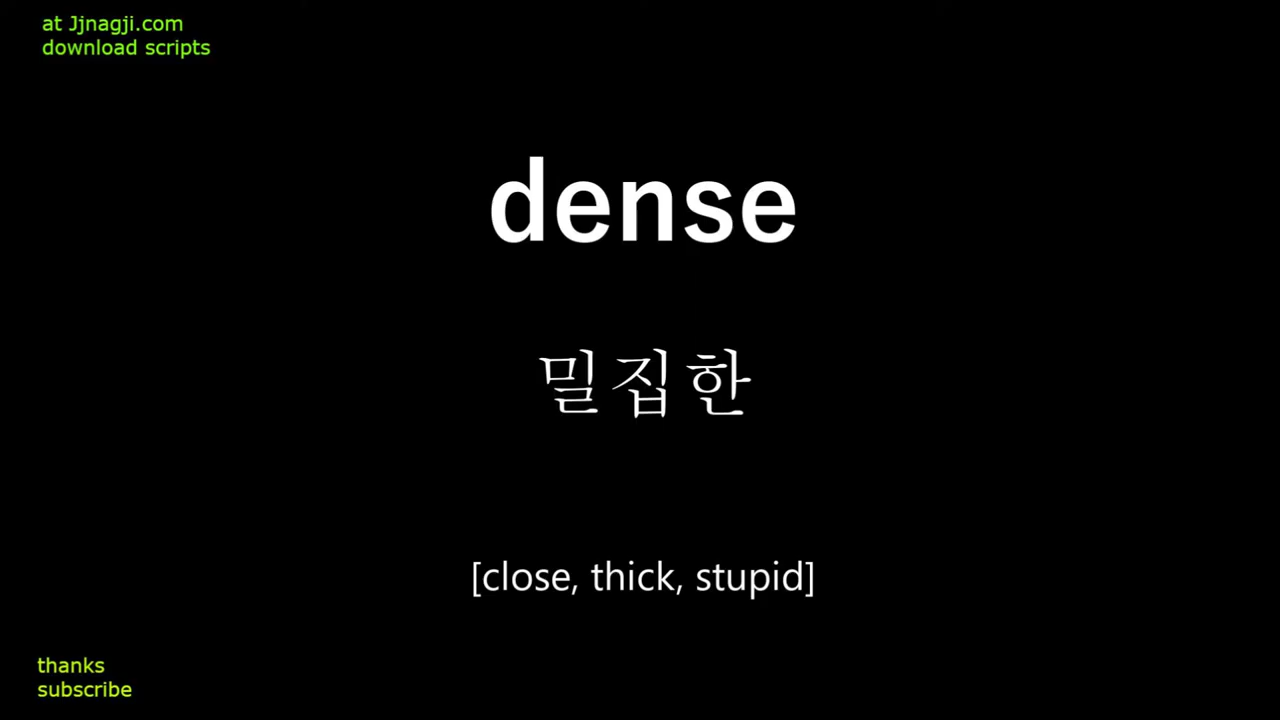 at Jjnagji.com
download scripts
dense
밀집한
[close, thick, stupid]
thanks
subscribe